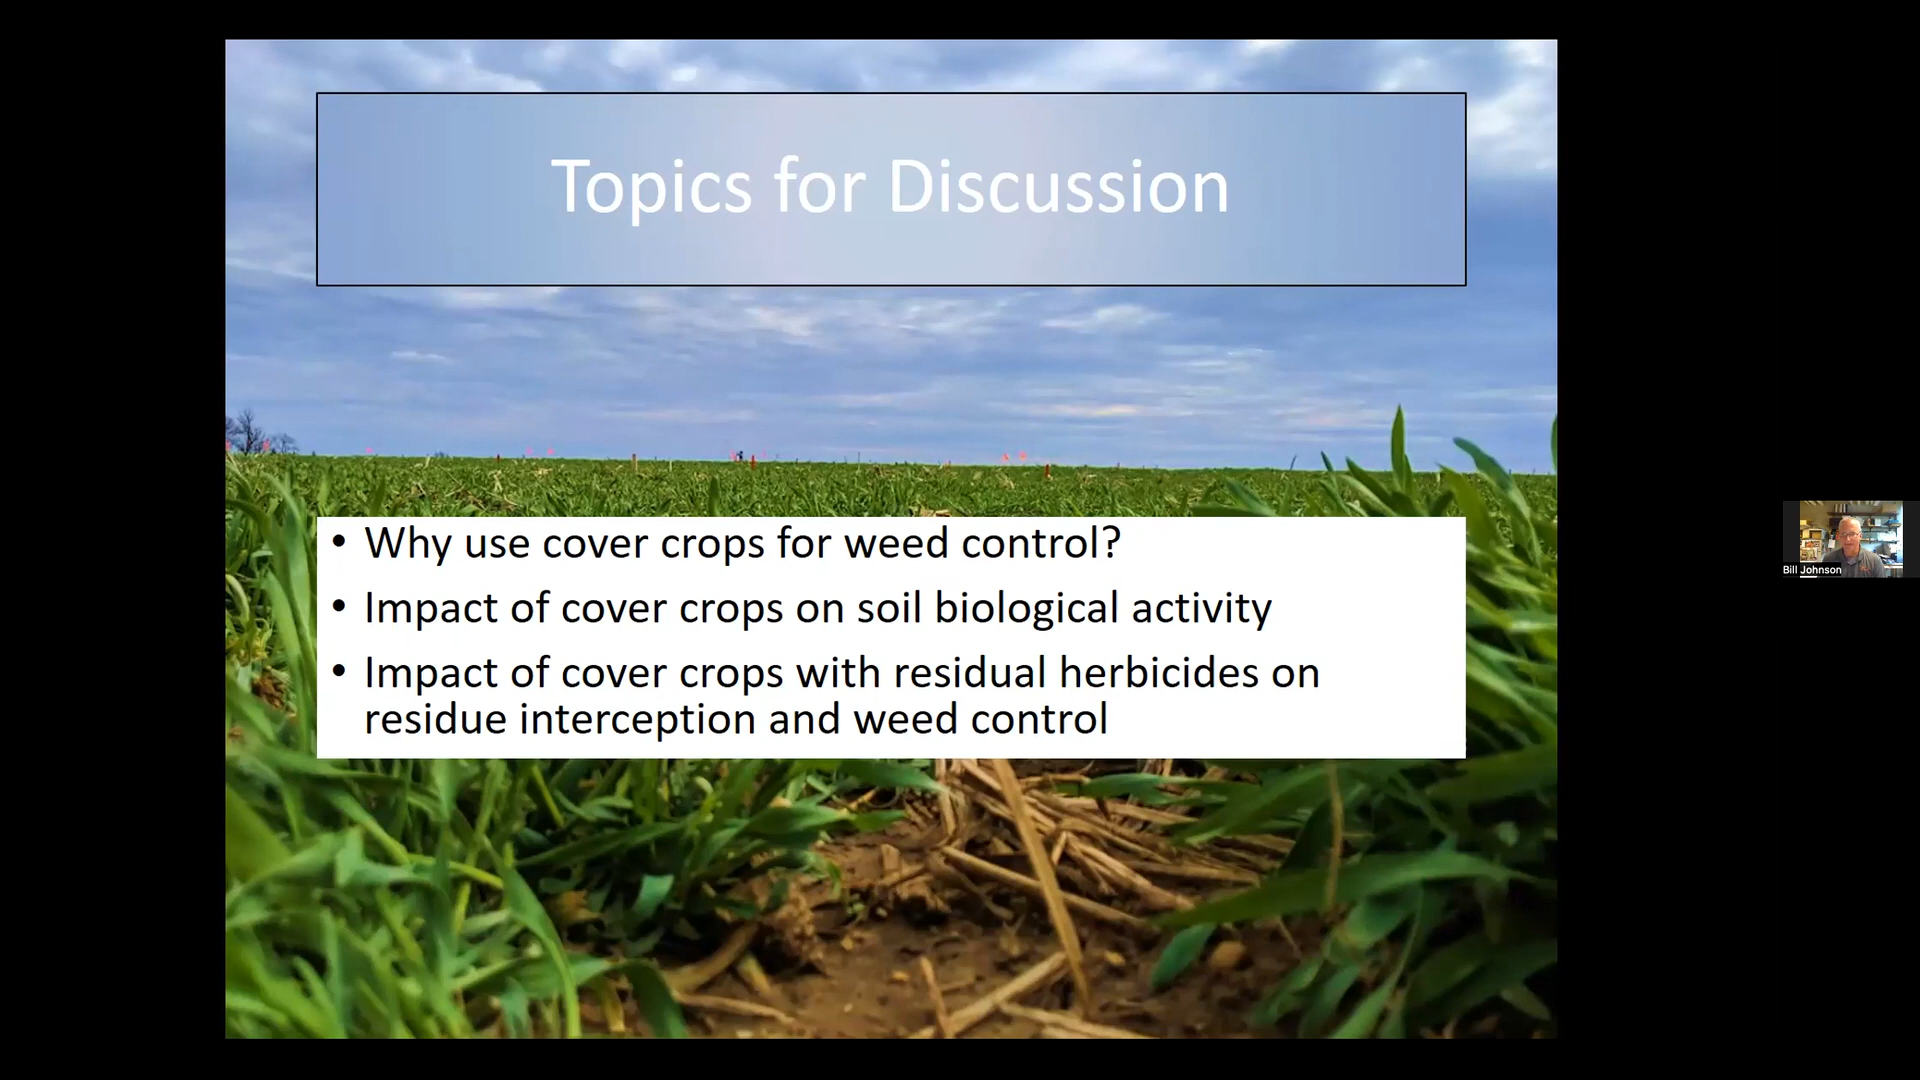 Topics for Discussion
• Why use cover crops for weed control?
• Impact of cover crops on soil biological activity
• Impact of cover crops with residual herbicides on
residue interception and weed control
Bill Johnson